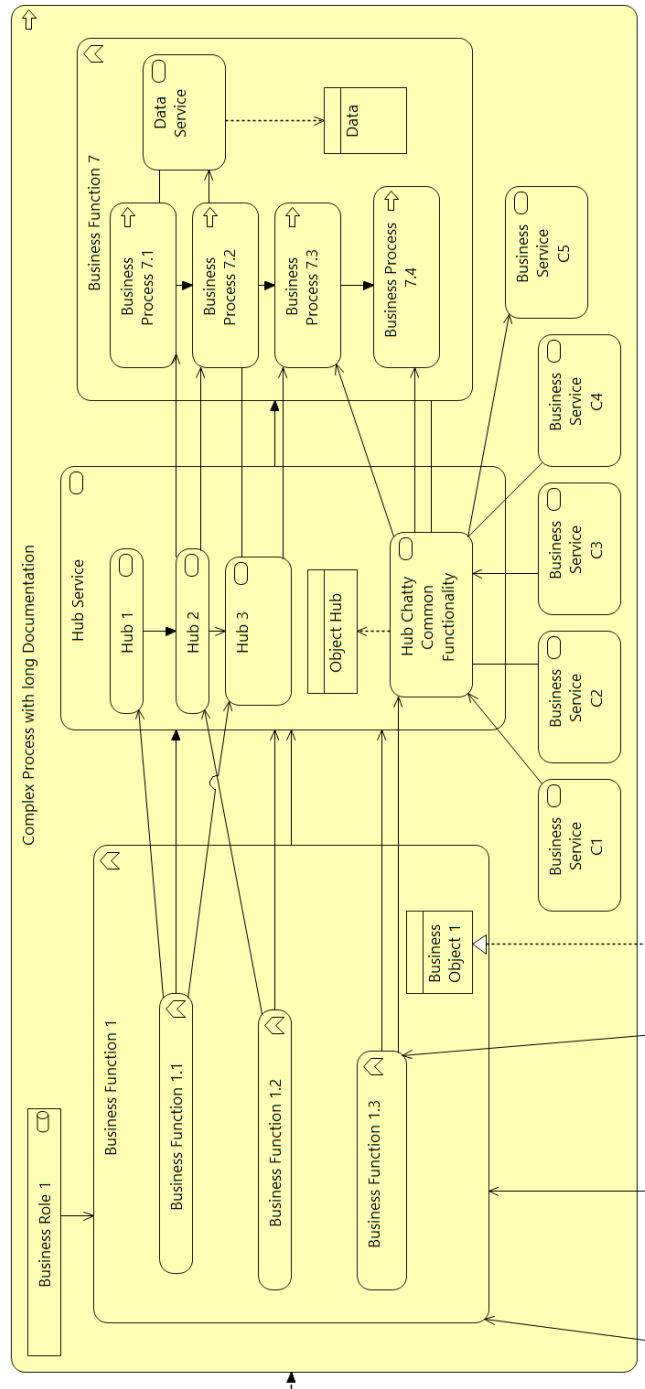 Complex Process with long Documentation
Business Role 1
Business Function 1
Business Function 1.1
Business Function 1.2
Business Function 1.3
Business
Object 1
Hub Service
Hub 1
Hub 2
Hub 3
Object Hub
Hub Chatty
Common
Functionality
Business Function 7
Business
Process 7.1
Business
Process 7.2
Business
Process 7.3
Business Process
7.4
Data
Service
Data
Business
Service
C1
Business
Service
C2
Business
Service
C3
Business
Service
C4
Business
Service
C5